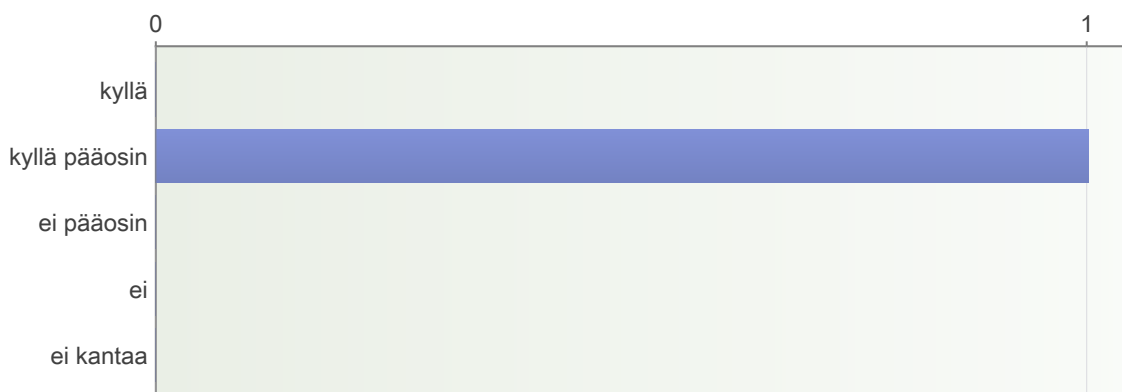 0 1
kyllä
kyllä pääosin
ei pääosin
ei
ei kantaa